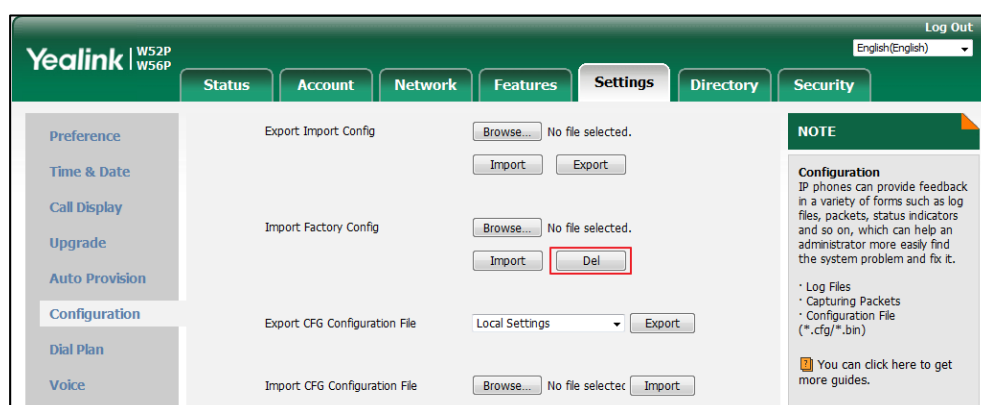 Log Out
Yealink W52P W56P
English(English)
Status Account Network Features Settings Directory Security
Preference
Time & Date
Call Display
Upgrade
Auto Provision
Configuration
Dial Plan
Voice
Export Import Config Browse... No file selected.
Import Export
Import Factory Config Browse... No file selected.
Import Del
Export CFG Configuration File Local Settings Export
Import CFG Configuration File Browse... No file selectec Import
NOTE
Configuration
IP phones can provide feedback
in a variety of forms such as log
files, packets, status indicators
and so on, which can help an
administrator more easily find
the system problem and fix it.
· Log Files
· Capturing Packets
· Configuration File
(*.cfg/*.bin)
You can click here to get
more guides.